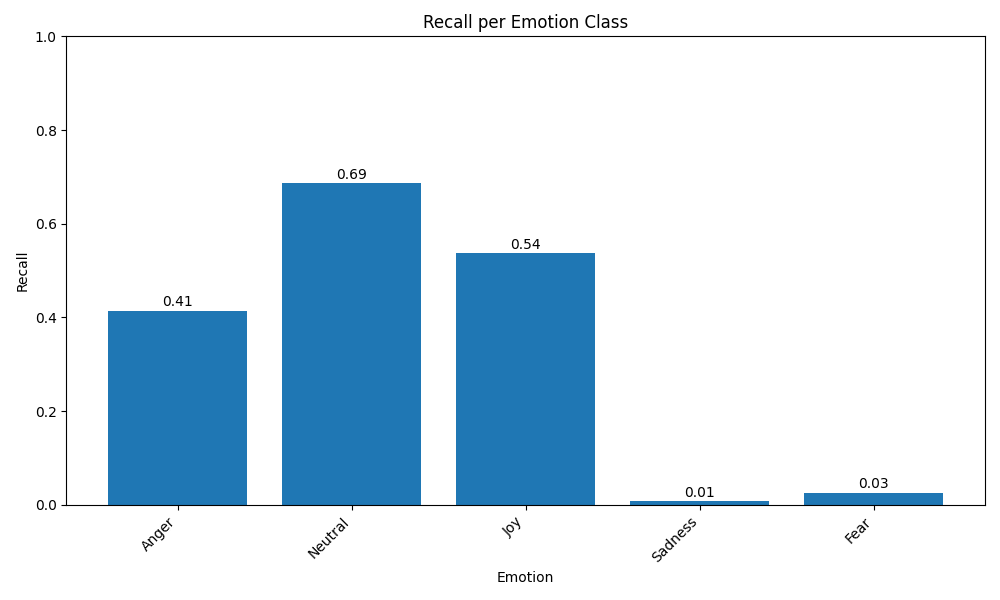 Recall per Emotion Class
1.0
0.8
0.6
0.4
0.2
0.0
Recall
0.41
0.69
0.54
0.01
0.03
Anger
Neutral
Joy
Sadness
Fear
Emotion